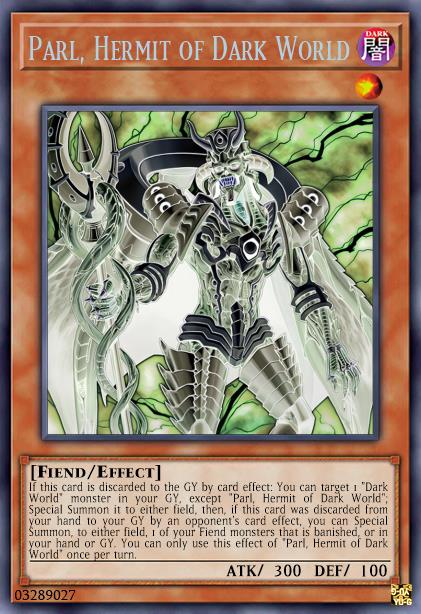 PARL, HERMIT OF DARK WORLD
DARK
闇
[FIEND/EFFECT]
If this card is discarded to the GY by card effect: You can target 1 "Dark
World" monster in your GY, except "Parl, Hermit of Dark World";
Special Summon it to either field, then, if this card was discarded from
your hand to your GY by an opponent's card effect, you can Special
Summon, to either field, 1 of your Fiend monsters that is banished, or in
your hand or GY. You can only use this effect of "Parl, Hermit of Dark
World" once per turn.
ATK/ 300 DEF/ 100
03289027